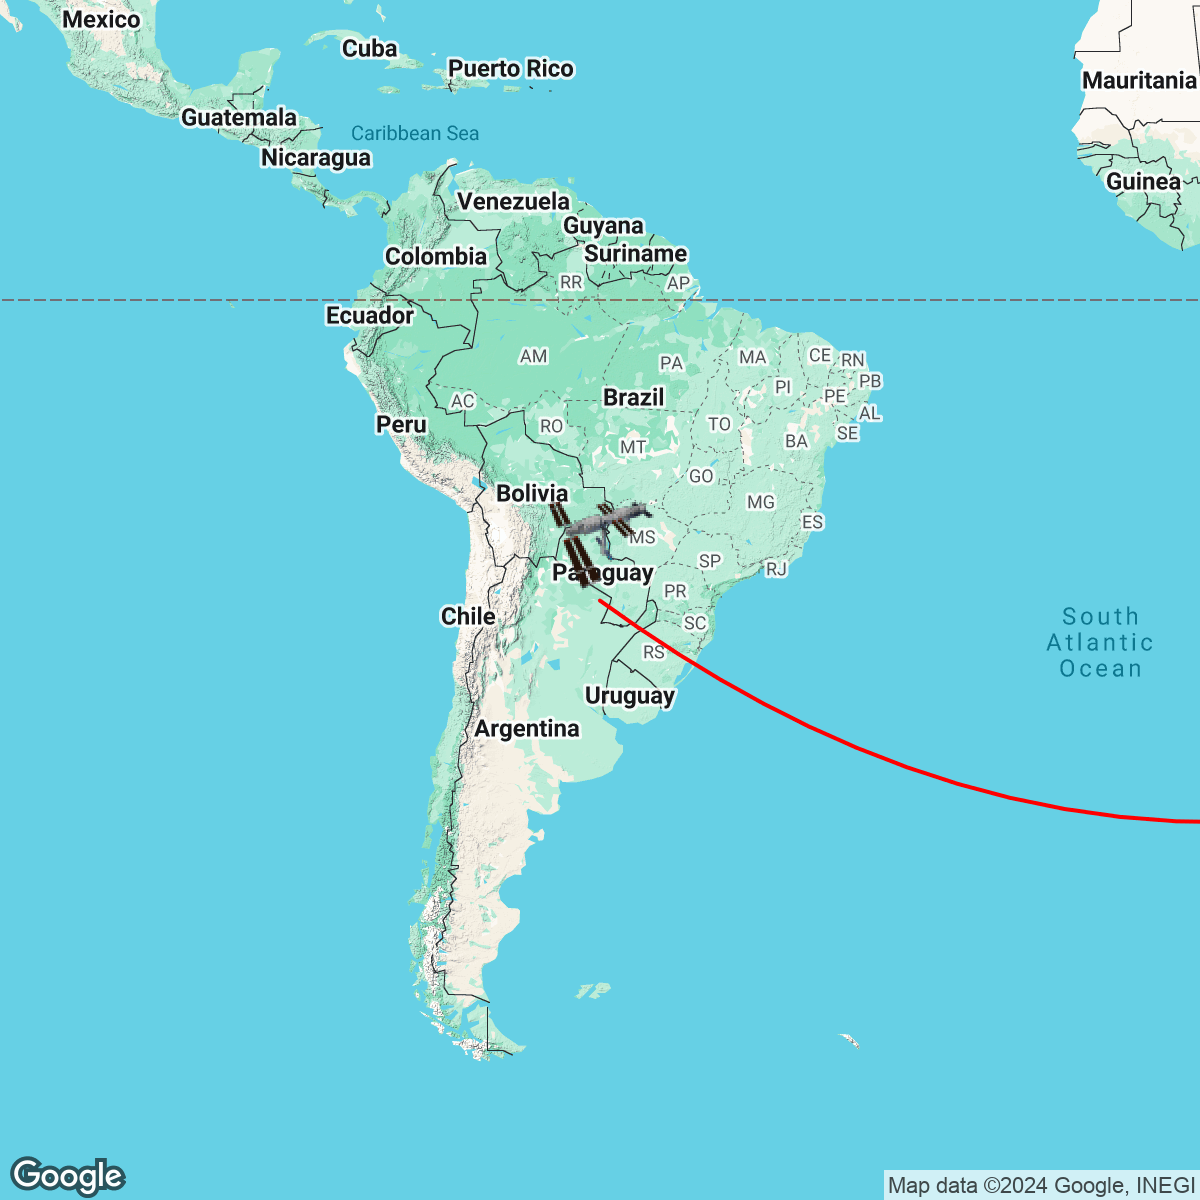 Mexico
Cuba
Puerto Rico
Mauritania
Guatemala
Caribbean Sea
Nicaragua
Guinea
Venezuela
Guyana
Colombia
Suriname
RR
AP
Ecuador
AM
PA
MA
CE
RN
PI
PB
AC
Brazil
PE
AL
Peru
RO
TO
SE
MT
BA
GO
Bolivia
MG
ES
MS
SP
RJ
Paraguay
PR
Chile
SC
South
Atlantic
Ocean
RS
Uruguay
Argentina
Google
Map data ©2024 Google, INEGI